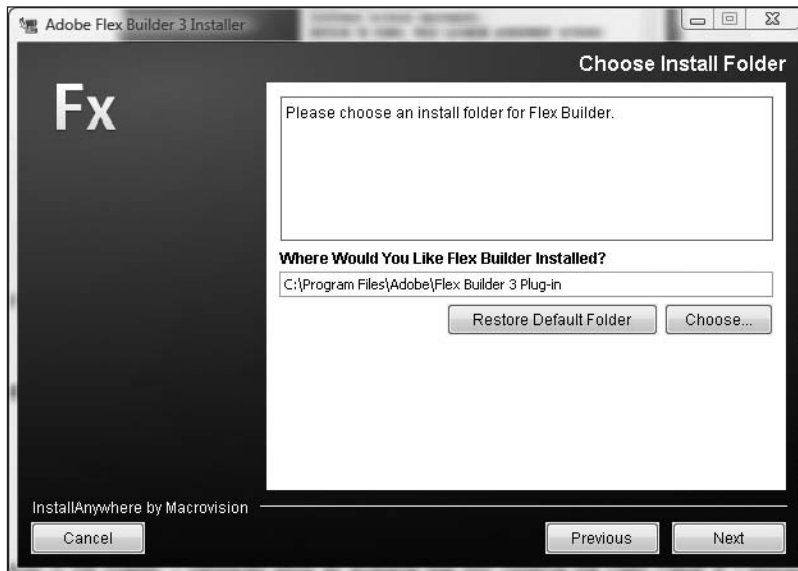 Adobe Flex Builder 3 Installer
Choose Install Folder
Fx
Please choose an install folder for Flex Builder.
Where Would You Like Flex Builder Installed?
C:\Program Files\Adobe\Flex Builder 3 Plug-in
Restore Default Folder
Choose...
InstallAnywhere by Macrovision
Cancel
Previous
Next